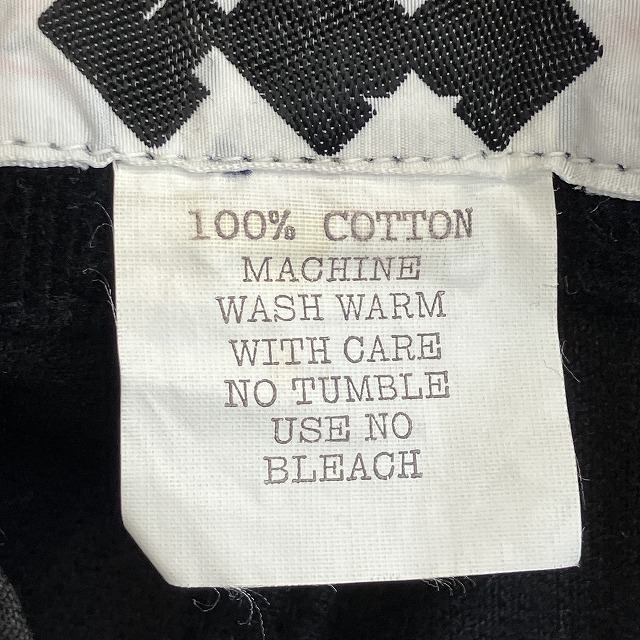 100% COTTON
MACHINE
WASH WARM
WITH CARE
NO TUMBLE
USE NO
BLEACH